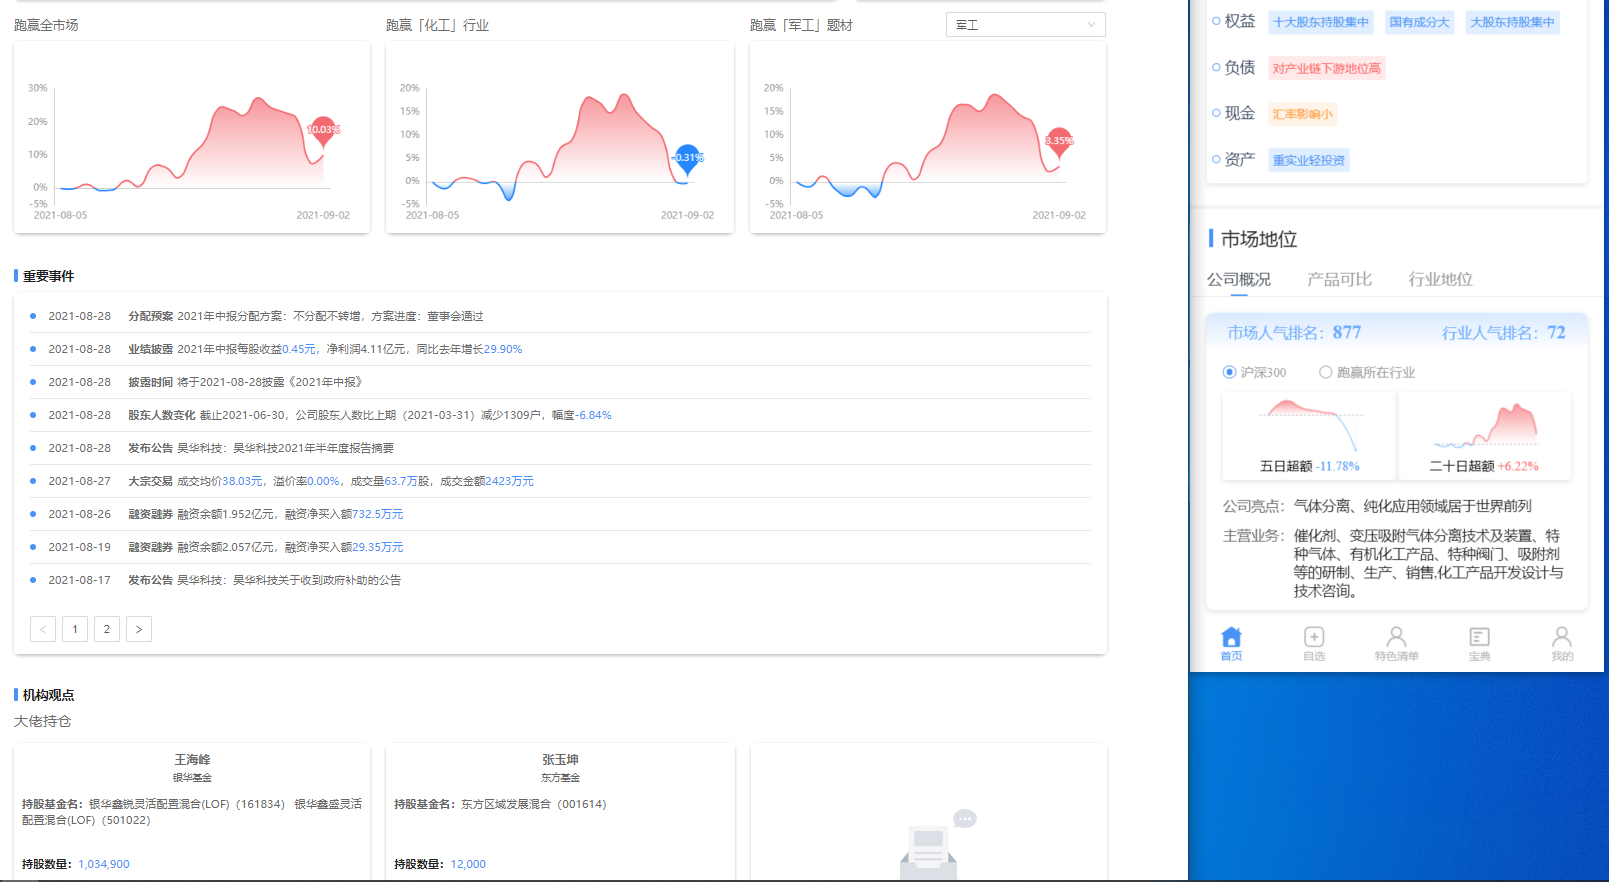 跑赢全市场
30%
20%
10%
0%
-5%
10.03%
2021-08-05
2021-09-02
跑赢「化工」行业
20%
15%
10%
5%
0%
-5%
-0.31%
2021-08-05
2021-09-02
跑赢「军工」题材
军工
20%
15%
10%
5%
0%
-5%
3.35%
2021-08-05
2021-09-02
重要事件
2021-08-28 分配预案 2021年中报分配方案：不分配不转增，方案进度：董事会通过
2021-08-28 业绩披露 2021年中报每股收益0.45元，净利润4.11亿元，同比去年增长29.90%
2021-08-28 披露时间 将于2021-08-28披露《2021年中报》
2021-08-28 股东人数变化 截止2021-06-30，公司股东人数比上期（2021-03-31）减少1309户，幅度-6.84%
2021-08-28 发布公告 昊华科技：昊华科技2021年半年度报告摘要
2021-08-27 大宗交易 成交均价38.03元，溢价率0.00%，成交量63.7万股，成交金额2423万元
2021-08-26 融资融券 融资余额1.952亿元，融资净买入额732.5万元
2021-08-19 融资融券 融资余额2.057亿元，融资净买入额29.35万元
2021-08-17 发布公告 昊华科技：昊华科技关于收到政府补助的公告
< 1 2 >
机构观点
大佬持仓
王海峰
银华基金
持股基金名：银华鑫锐灵活配置混合(LOF)（161834） 银华鑫盛灵活
配置混合(LOF)（501022）
持股数量：1,034,900
张玉坤
东方基金
持股基金名：东方区域发展混合（001614）
持股数量：12,000
权益 十大股东持股集中 国有成分大 大股东持股集中
负债 对产业链下游地位高
现金 汇率影响小
资产 重实业轻投资
市场地位
公司概况 产品可比 行业地位
市场人气排名：877 行业人气排名：72
沪深300 跑赢所在行业
五日超额 -11.78%
二十日超额 +6.22%
公司亮点：气体分离、纯化应用领域居于世界前列
主营业务：催化剂、变压吸附气体分离技术及装置、特
种气体、有机化工产品、特种阀门、吸附剂
等的研制、生产、销售,化工产品开发设计与
技术咨询。
首页 自选 特色清单 宝典 我的